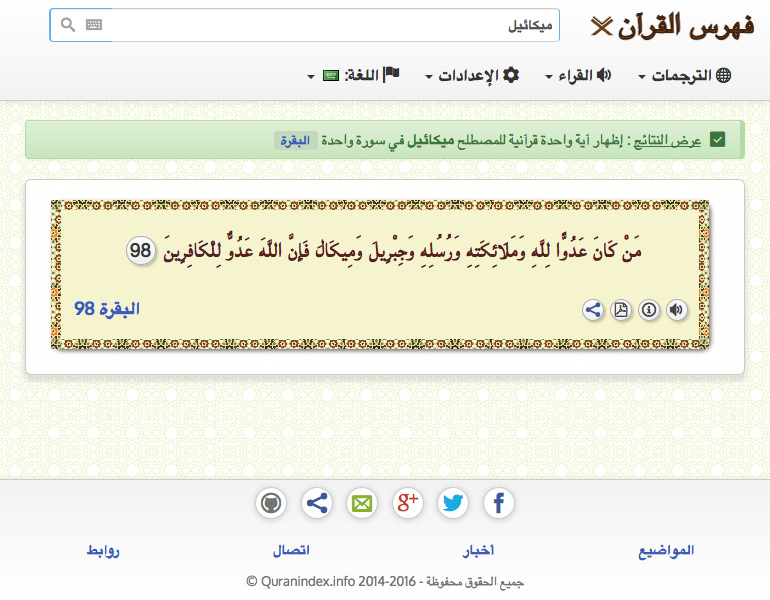 فهرس القرآن
ميكائيل
الترجمات
القراء
الإعدادات
اللغة:
عرض النتائج : إظهار آية واحدة قرآنية للمصطلح ميكائيل في سورة واحدة البقرة
مَنْ كَانَ عَدُوًّا لِلَّهِ وَمَلَائِكَتِهِ وَرُسُلِهِ وَجِبْرِيلَ وَمِيكَالَ فَإِنَّ اللَّهَ عَدُوٌّ لِلْكَافِرِينَ 98
البقرة 98
المواضيع
أخبار
اتصال
روابط
جميع الحقوق محفوظة - Quranindex.info 2014-2016 ©